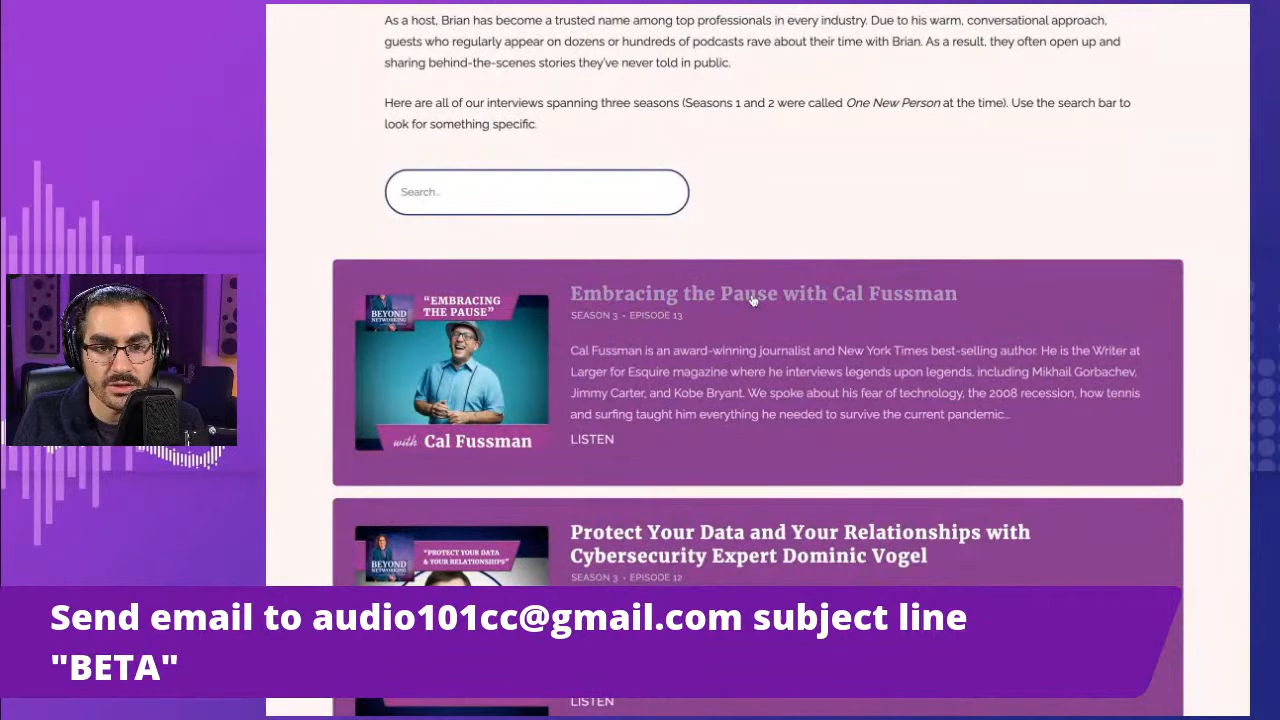 As a host, Brian has become a trusted name among top professionals in every industry. Due to his warm, conversational approach,
guests who regularly appear on dozens or hundreds of podcasts rave about their time with Brian. As a result, they often open up and
sharing behind-the-scenes stories they've never told in public.
Here are all of our interviews spanning three seasons (Seasons 1 and 2 were called One New Person at the time). Use the search bar to
look for something specific.
Search...
"EMBRACING
THE PAUSE"
BEYOND
NETWORKING
with Cal Fussman
Embracing the Pause with Cal Fussman
SEASON 3 • EPISODE 13
Cal Fussman is an award-winning journalist and New York Times best-selling author. He is the Writer at
Larger for Esquire magazine where he interviews legends upon legends, including Mikhail Gorbachev,
Jimmy Carter, and Kobe Bryant. We spoke about his fear of technology, the 2008 recession, how tennis
and surfing taught him everything he needed to survive the current pandemic...
LISTEN
"PROTECT YOUR DATA
& YOUR RELATIONSHIPS"
BEYOND
NETWORKING
Protect Your Data and Your Relationships with
Cybersecurity Expert Dominic Vogel
SEASON 3 • EPISODE 12
LISTEN
Send email to audio101cc@gmail.com subject line
"BETA"